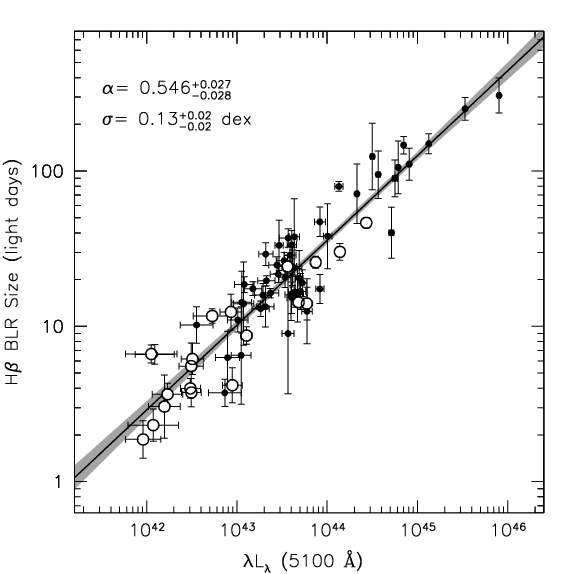 α= 0.546+0.027 −0.028
σ= 0.13+0.02 −0.02 dex
Hβ BLR Size (light days)
100
10
1
10^42 10^43 10^44 10^45 10^46
λLλ (5100 Å)